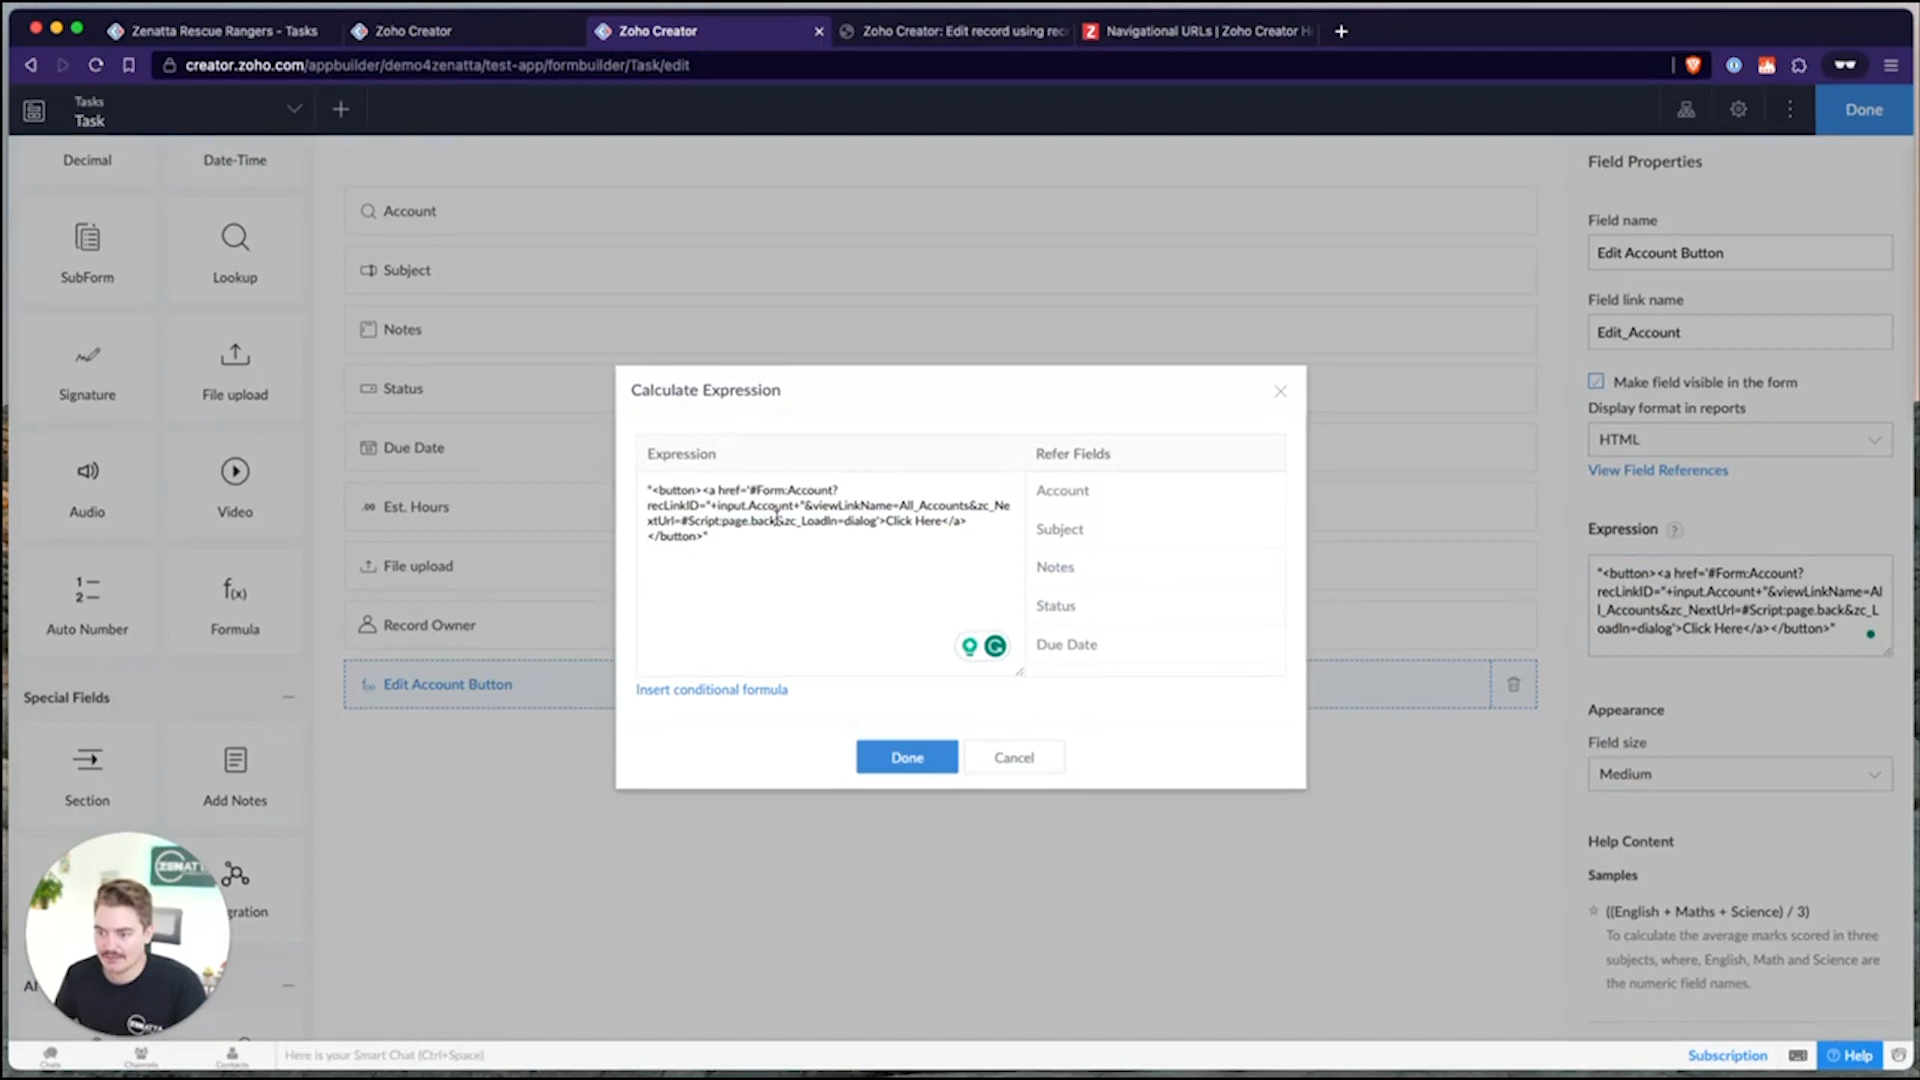 Zenatta Rescue Rangers - Tasks
Zoho Creator
Zoho Creator
Zoho Creator: Edit record using rec
Navigational URLs | Zoho Creator H
creator.zoho.com/appbuilder/demo4zenatta/test-app/formbuilder/Task/edit
Tasks
Task
Done
Decimal
Date-Time
SubForm
Lookup
Signature
File upload
Audio
Video
Auto Number
Formula
Special Fields
Section
Add Notes
gration
AI
Account
Subject
Notes
Status
Due Date
Est. Hours
File upload
Record Owner
Edit Account Button
Calculate Expression
Expression
"<button><a href='#Form:Account?
recLinkID="+input.Account+"&viewLinkName=All_Accounts&zc_Ne
xtUrl=#Script:page.back&zc_LoadIn=dialog'>Click Here</a>
</button>"
Refer Fields
Account
Subject
Notes
Status
Due Date
Insert conditional formula
Done
Cancel
Field Properties
Field name
Edit Account Button
Field link name
Edit_Account
Make field visible in the form
Display format in reports
HTML
View Field References
Expression ?
"<button><a href='#Form:Account?
recLinkID="+input.Account+"&viewLinkName=Al
l_Accounts&zc_NextUrl=#Script:page.back&zc_L
oadIn=dialog'>Click Here</a></button>"
Appearance
Field size
Medium
Help Content
Samples
((English + Maths + Science) / 3)
To calculate the average marks scored in three
subjects, where, English, Math and Science are
the numeric field names.
Chats
Channels
Contacts
Here is your Smart Chat (Ctrl+Space)
Subscription
Help